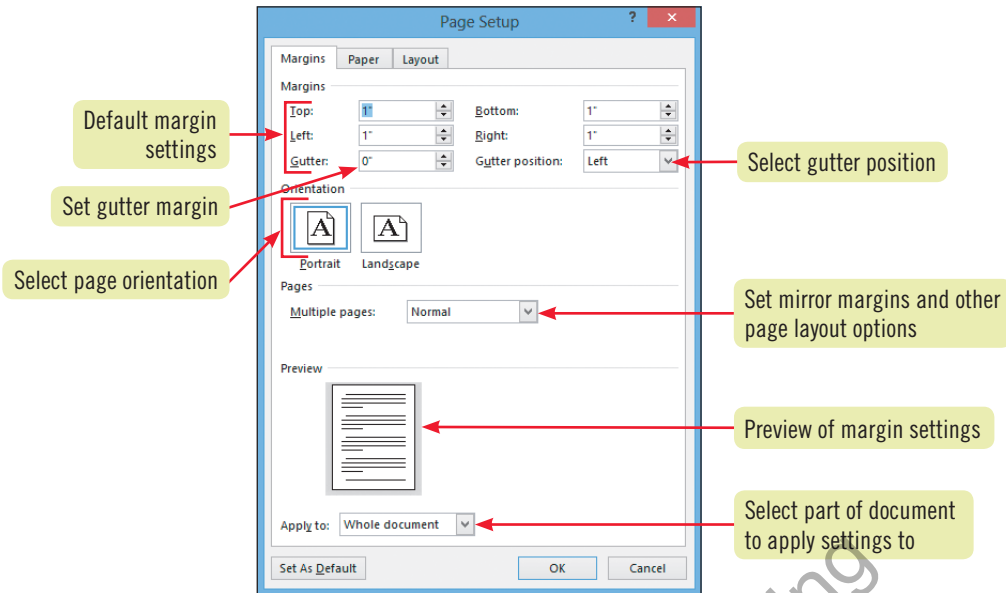 Page Setup ?
Margins Paper Layout
Margins
Top: 1" Bottom: 1"
Left: 1" Right: 1"
Gutter: 0" Gutter position: Left
Orientation
A A
Portrait Landscape
Pages
Multiple pages: Normal
Preview
Apply to: Whole document
Set As Default OK Cancel
Default margin
settings
Set gutter margin
Select page orientation
Select gutter position
Set mirror margins and other
page layout options
Preview of margin settings
Select part of document
to apply settings to